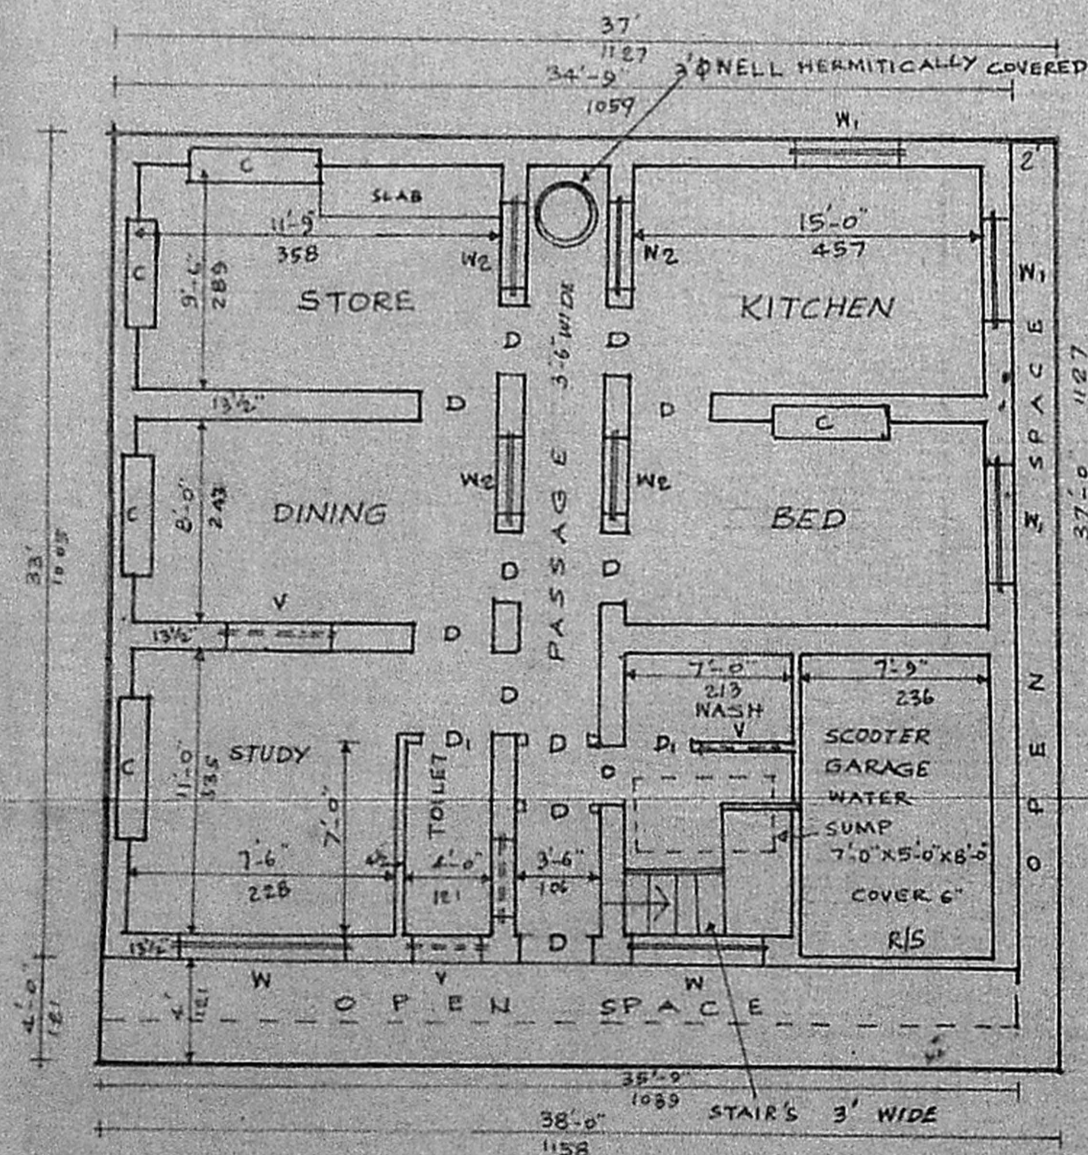 37'
1127
34'-9"
1059
3'Φ NELL HERMITICALLY COVERED
W1
2'
C
SLAB
11'-9"
358
C
9'-6"
289
STORE
W2
W2
15'-0"
457
KITCHEN
W1
PASSAGE 3'-6" WIDE
D
D
13½"
D
D
C
C
8'-0"
243
DINING
W2
W2
BED
W1
OPEN SPACE
37'-0" 1127
33'
1005
D
D
V
13½"
D
D
7'-0"
213
WASH
V
7'-9"
236
C
STUDY
11'-0"
335
D1
D
D1
D
TOILET
7'-0"
D
SCOOTER
GARAGE
WATER
SUMP
7'-0"X5'-0"X8'-0"
COVER 6"
R/S
7'-6"
228
4'-0"
121
3'-6"
106
13½"
D
W
V
W
4'-0"
121
4'
121
OPEN SPACE
35'-9"
1089
STAIR'S 3' WIDE
38'-0"
1158